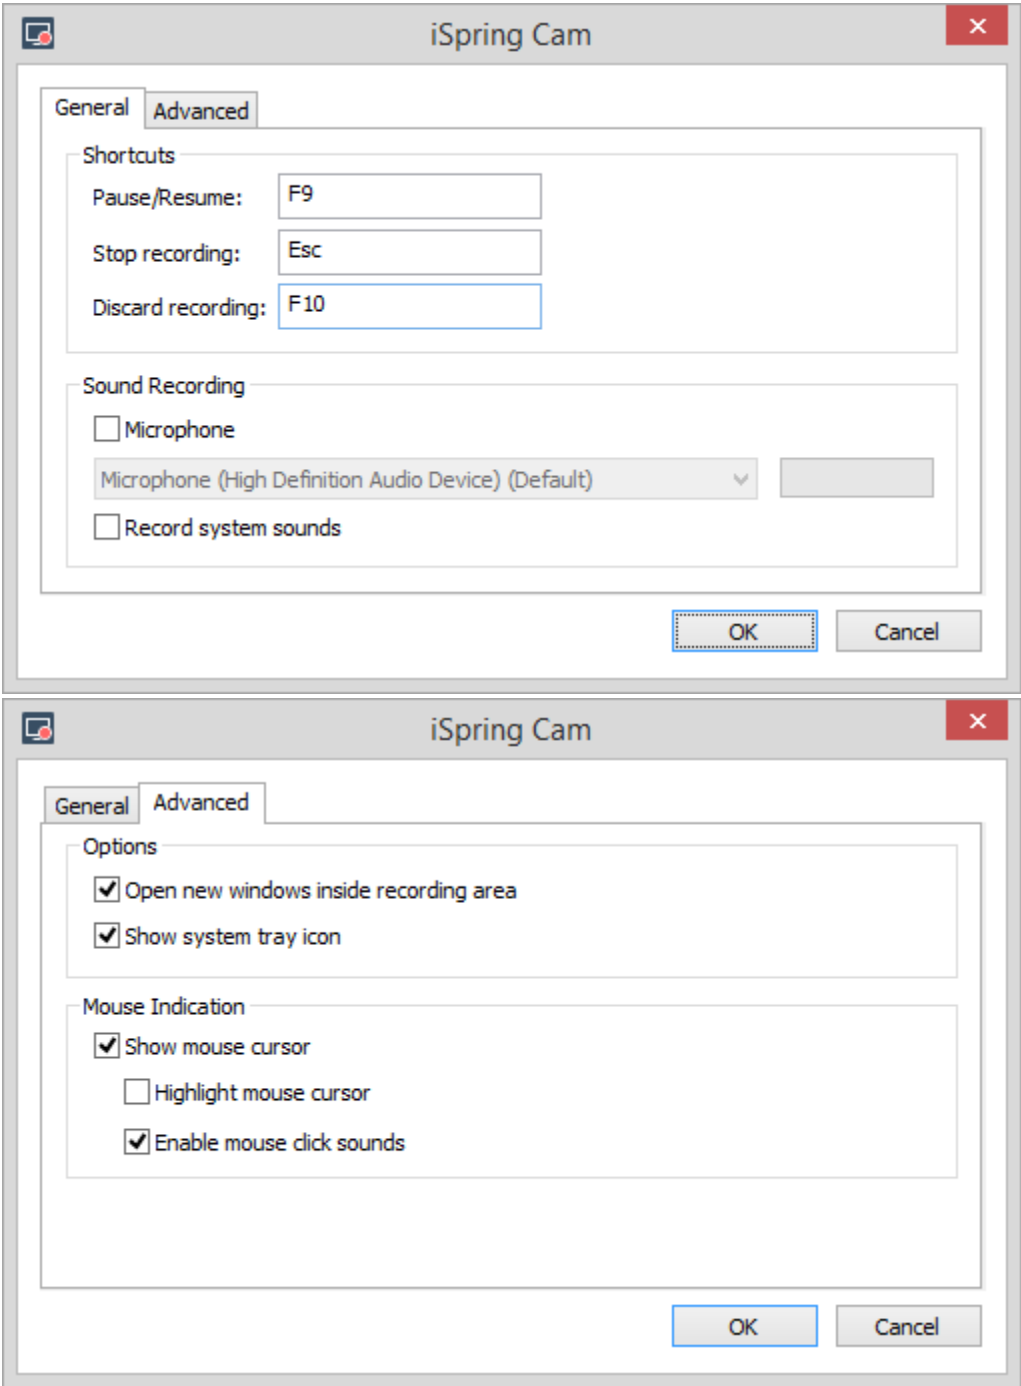 iSpring Cam
General
Advanced
Shortcuts
Pause/Resume: F9
Stop recording: Esc
Discard recording: F10
Sound Recording
Microphone
Microphone (High Definition Audio Device) (Default)
Record system sounds
OK
Cancel
iSpring Cam
General
Advanced
Options
Open new windows inside recording area
Show system tray icon
Mouse Indication
Show mouse cursor
Highlight mouse cursor
Enable mouse click sounds
OK
Cancel